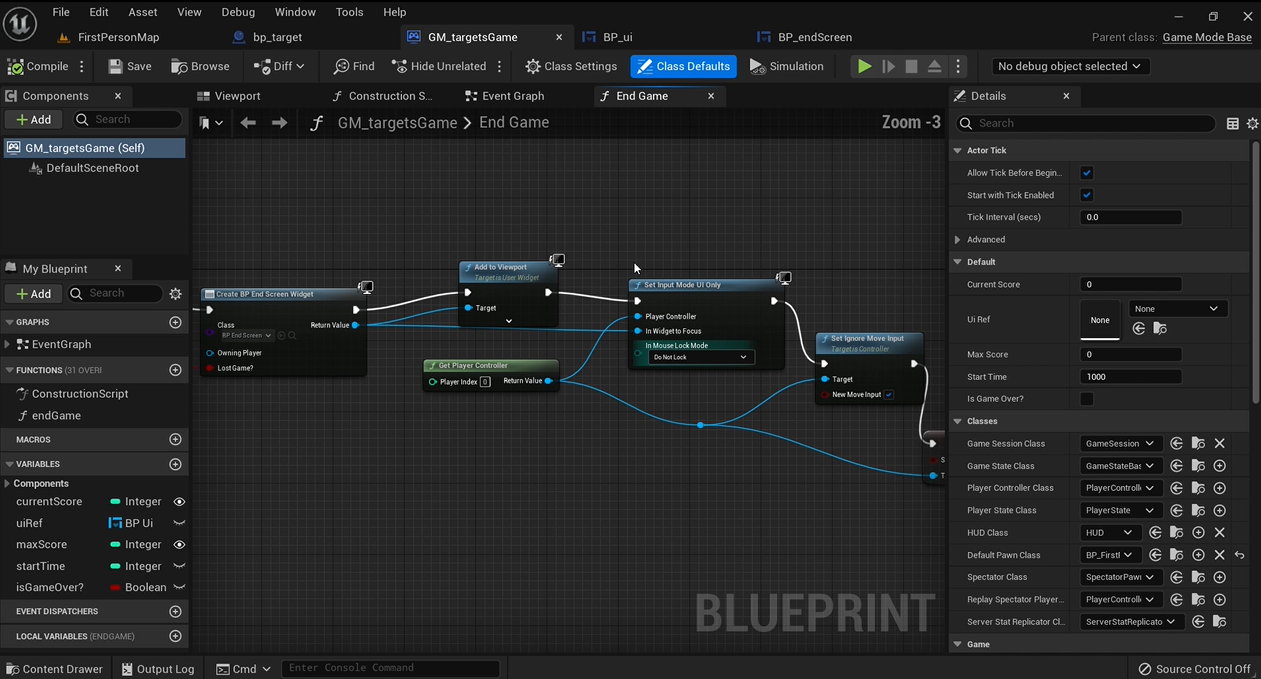 File Edit Asset View Debug Window Tools Help
FirstPersonMap bp_target GM_targetsGame BP_ui BP_endScreen Parent class: Game Mode Base
Compile Save Browse Diff Find Hide Unrelated Class Settings Class Defaults Simulation No debug object selected
Components Viewport Construction S... Event Graph End Game Details
+ Add Search GM_targetsGame > End Game Zoom -3 Search
GM_targetsGame (Self)
DefaultSceneRoot
My Blueprint
+ Add Search
GRAPHS
EventGraph
FUNCTIONS (31 OVERI
ConstructionScript
endGame
MACROS
VARIABLES
Components
currentScore Integer
uiRef BP Ui
maxScore Integer
startTime Integer
isGameOver? Boolean
EVENT DISPATCHERS
LOCAL VARIABLES (ENDGAME)
Create BP End Screen Widget
Class Return Value
BP End Screen
Owning Player
Lost Game?
Add to Viewport
Target is User Widget
Target
Get Player Controller
Player Index 0 Return Value
Set Input Mode UI Only
Player Controller
In Widget to Focus
In Mouse Lock Mode
Do Not Lock
Set Ignore Move Input
Target is Controller
Target
New Move Input
S
T
BLUEPRINT
Actor Tick
Allow Tick Before Begin...
Start with Tick Enabled
Tick Interval (secs) 0.0
Advanced
Default
Current Score 0
Ui Ref None None
Max Score 0
Start Time 1000
Is Game Over?
Classes
Game Session Class GameSession
Game State Class GameStateBas
Player Controller Class PlayerControlle
Player State Class PlayerState
HUD Class HUD
Default Pawn Class BP_FirstI
Spectator Class SpectatorPawn
Replay Spectator Player... PlayerControlle
Server Stat Replicator Cl... ServerStatReplicato
Game
Content Drawer Output Log Cmd Enter Console Command Source Control Off